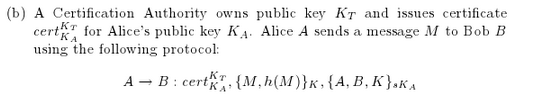 (b) A Certification Authority owns public key K_T and issues certificate
cert^{K_T}_{K_A} for Alice's public key K_A. Alice A sends a message M to Bob B
using the following protocol:
A → B : cert^{K_T}_{K_A}, {M, h(M)}_K, {A, B, K}_{sK_A}